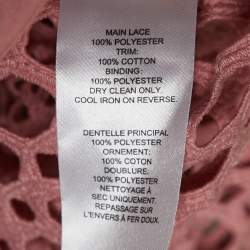 MAIN LACE
100% POLYESTER
TRIM:
100% COTTON
BINDING:
100% POLYESTER
DRY CLEAN ONLY.
COOL IRON ON REVERSE.
DENTELLE PRINCIPAL
100% POLYESTER
ORNEMENT:
100% COTON
DOUBLURE:
100% POLYESTER
NETTOYAGE À
SEC UNIQUEMENT.
REPASSAGE SUR
L'ENVERS À FER DOUX.